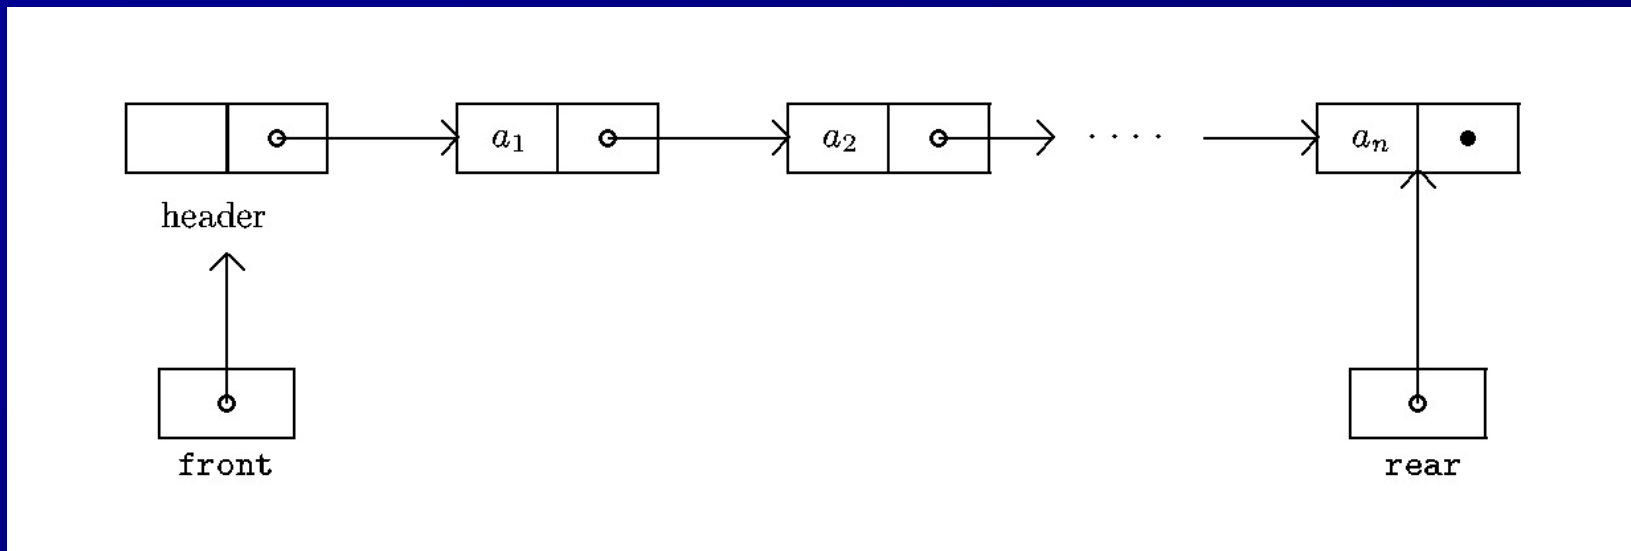 a₁ a₂ ···· aₙ
header
front rear